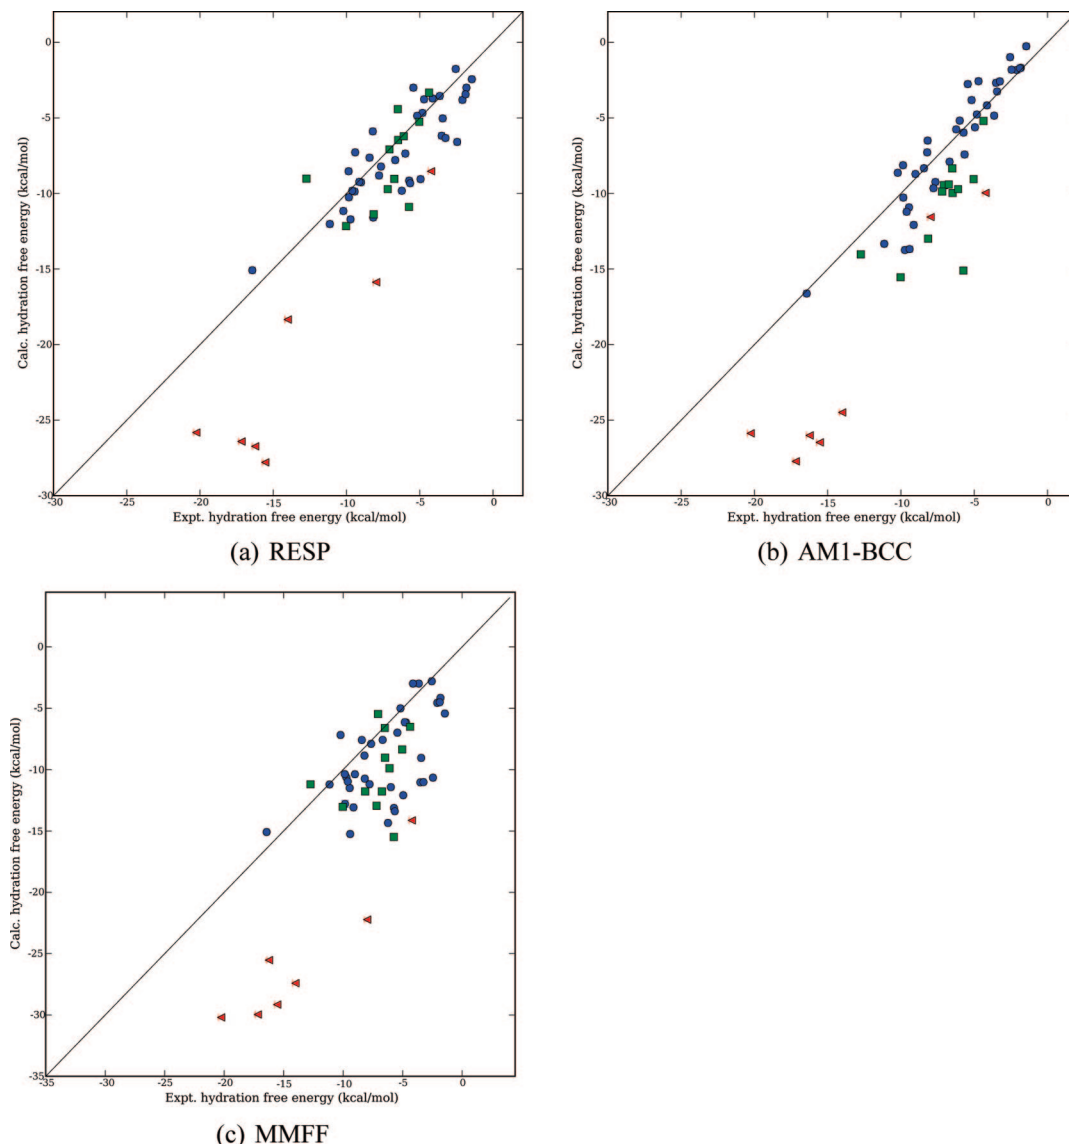 0
-5
-10
-15
-20
-25
-30
-30 -25 -20 -15 -10 -5 0
Calc. hydration free energy (kcal/mol)
Expt. hydration free energy (kcal/mol)
(a) RESP
0
-5
-10
-15
-20
-25
-30
-30 -25 -20 -15 -10 -5 0
Calc. hydration free energy (kcal/mol)
Expt. hydration free energy (kcal/mol)
(b) AM1-BCC
0
-5
-10
-15
-20
-25
-30
-35
-35 -30 -25 -20 -15 -10 -5 0
Calc. hydration free energy (kcal/mol)
Expt. hydration free energy (kcal/mol)
(c) MMFF